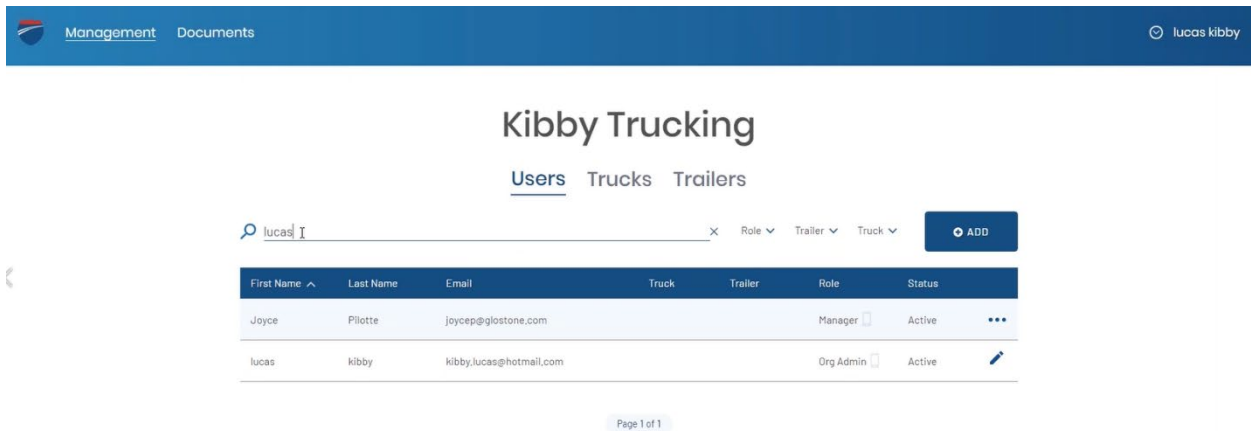 Management Documents lucas kibby
Kibby Trucking
Users Trucks Trailers
lucas Role Trailer Truck ADD
First Name Last Name Email Truck Trailer Role Status
Joyce Pilotte joycep@glostone.com Manager Active
lucas kibby kibby.lucas@hotmail.com Org Admin Active
Page 1 of 1